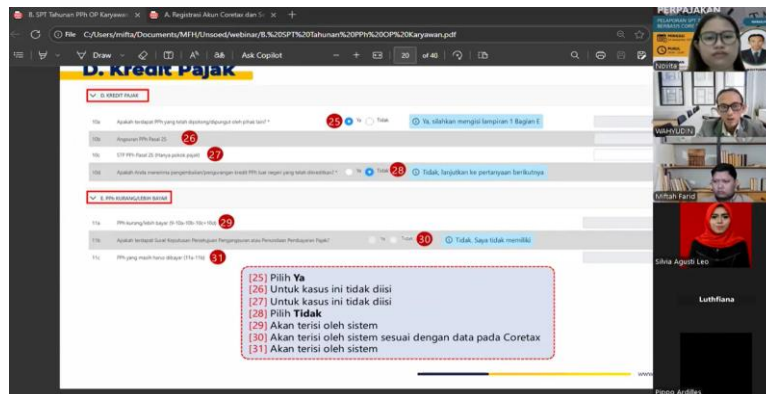 B. SPT Tahunan PPh OP Karyawan
A. Registrasi Akun Coretax dan Se
File C:/Users/mifta/Documents/MFH/Unsoed/webinar/B.%20SPT%20Tahunan%20PPh%20OP%20Karyawan.pdf
Draw
Ask Copilot
20 of 40
D. Kredit Pajak
D. KREDIT PAJAK
10a Apakah terdapat PPh yang telah dipotong/dipungut oleh pihak lain? * 25 Ya Tidak Ya, silahkan mengisi lampiran 1 Bagian E
10b Angsuran PPh Pasal 25 26
10c STP PPh Pasal 25 (Hanya pokok pajak) 27
10d Apakah Anda menerima pengembalian/pengurangan kredit PPh luar negeri yang telah dikreditkan? * Ya Tidak 28 Tidak, lanjutkan ke pertanyaan berikutnya
E. PPh KURANG/LEBIH BAYAR
11a PPh kurang/lebih bayar (9-10a-10b-10c+10d) 29
11b Apakah terdapat Surat Keputusan Persetujuan Pengangsuran atau Penundaan Pembayaran Pajak? Ya Tidak 30 Tidak, Saya tidak memiliki
11c PPh yang masih harus dibayar (11a-11b) 31
[25] Pilih Ya
[26] Untuk kasus ini tidak diisi
[27] Untuk kasus ini tidak diisi
[28] Pilih Tidak
[29] Akan terisi oleh sistem
[30] Akan terisi oleh sistem sesuai dengan data pada Coretax
[31] Akan terisi oleh sistem
www
PERPAJAKAN
Novita
WAHYUDIN
Miftah Farid
Silvia Agusti Leo
Luthfiana
Pippo Ardilles